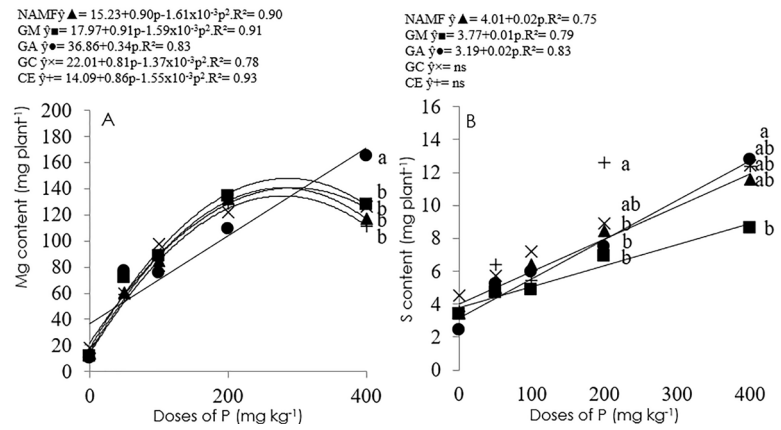 NAMFŷ▲= 15.23+0.90p-1.61x10⁻³p².R²= 0.90
GM ŷ■= 17.97+0.91p-1.59x10⁻³p².R²= 0.91
GA ŷ●= 36.86+0.34p.R²= 0.83
GC ŷ×= 22.01+0.81p-1.37x10⁻³p².R²= 0.78
CE ŷ+= 14.09+0.86p-1.55x10⁻³p².R²= 0.93
A
Mg content (mg plant⁻¹)
200
180
160
140
120
100
80
60
40
20
0
a
b
b
b
b
0
200
400
Doses of P (mg kg⁻¹)
NAMF ŷ▲= 4.01+0.02p.R²= 0.75
GM ŷ■= 3.77+0.01p.R²= 0.79
GA ŷ●= 3.19+0.02p.R²= 0.83
GC ŷ×= ns
CE ŷ+= ns
B
S content (mg plant⁻¹)
16
14
12
10
8
6
4
2
0
a
ab
b
b
b
a
ab
ab
ab
b
0
100
200
300
400
Doses of P (mg kg⁻¹)